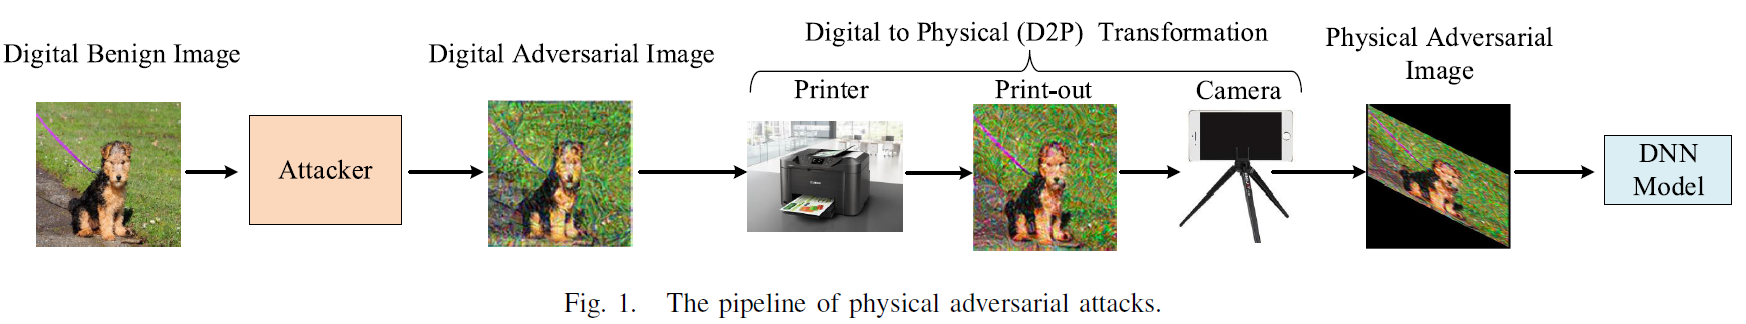 Digital to Physical (D2P) Transformation
Digital Benign Image
Digital Adversarial Image
Physical Adversarial
Image
Printer
Print-out
Camera
Attacker
DNN
Model
Fig. 1. The pipeline of physical adversarial attacks.